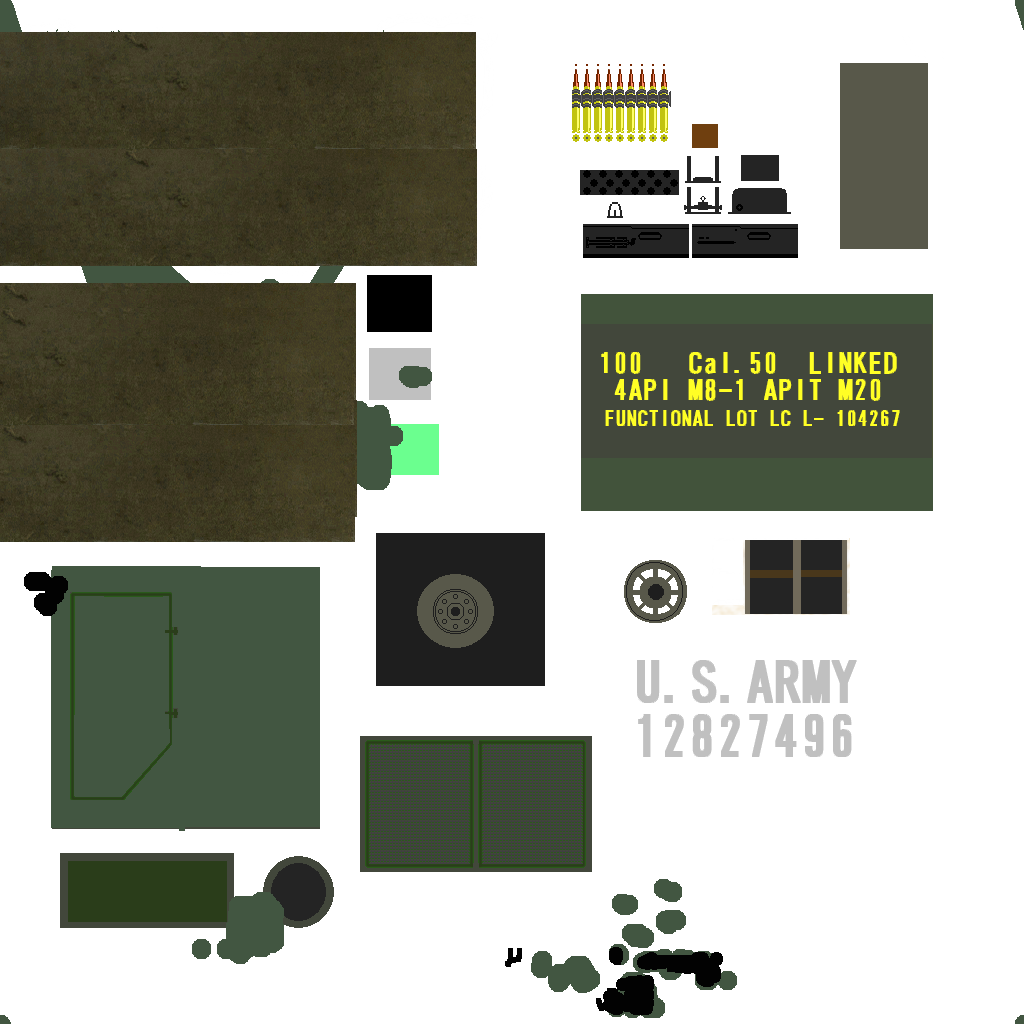 100 Cal.50 LINKED
4API M8-1 APIT M20
FUNCTIONAL LOT LC L- 104267
U. S. ARMY
12827496